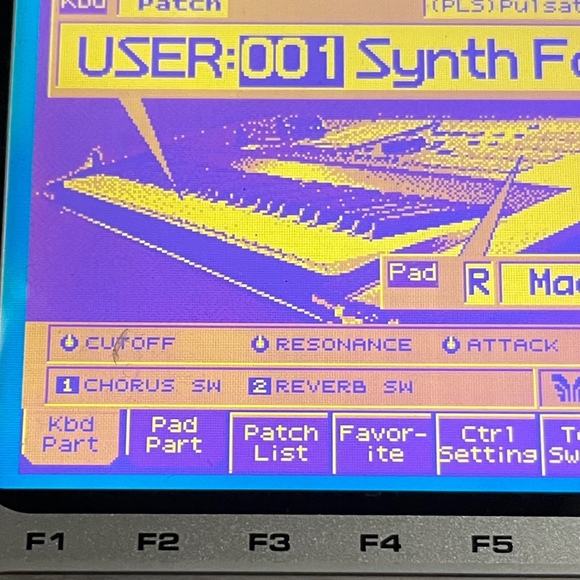 Kbd Patch (PLS)Pulsat
USER:001 Synth Fo
Pad R Ma
CUTOFF RESONANCE ATTACK
1 CHORUS SW 2 REVERB SW
Kbd Part
Pad Part
Patch List
Favor-ite
Ctrl Setting
F1 F2 F3 F4 F5